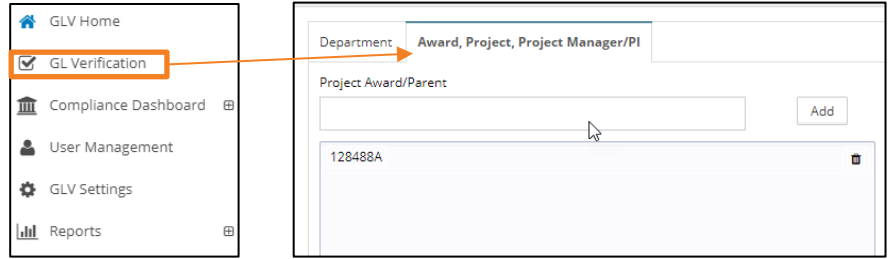 GLV Home
GL Verification
Compliance Dashboard
User Management
GLV Settings
Reports
Department Award, Project, Project Manager/PI
Project Award/Parent
Add
128488A